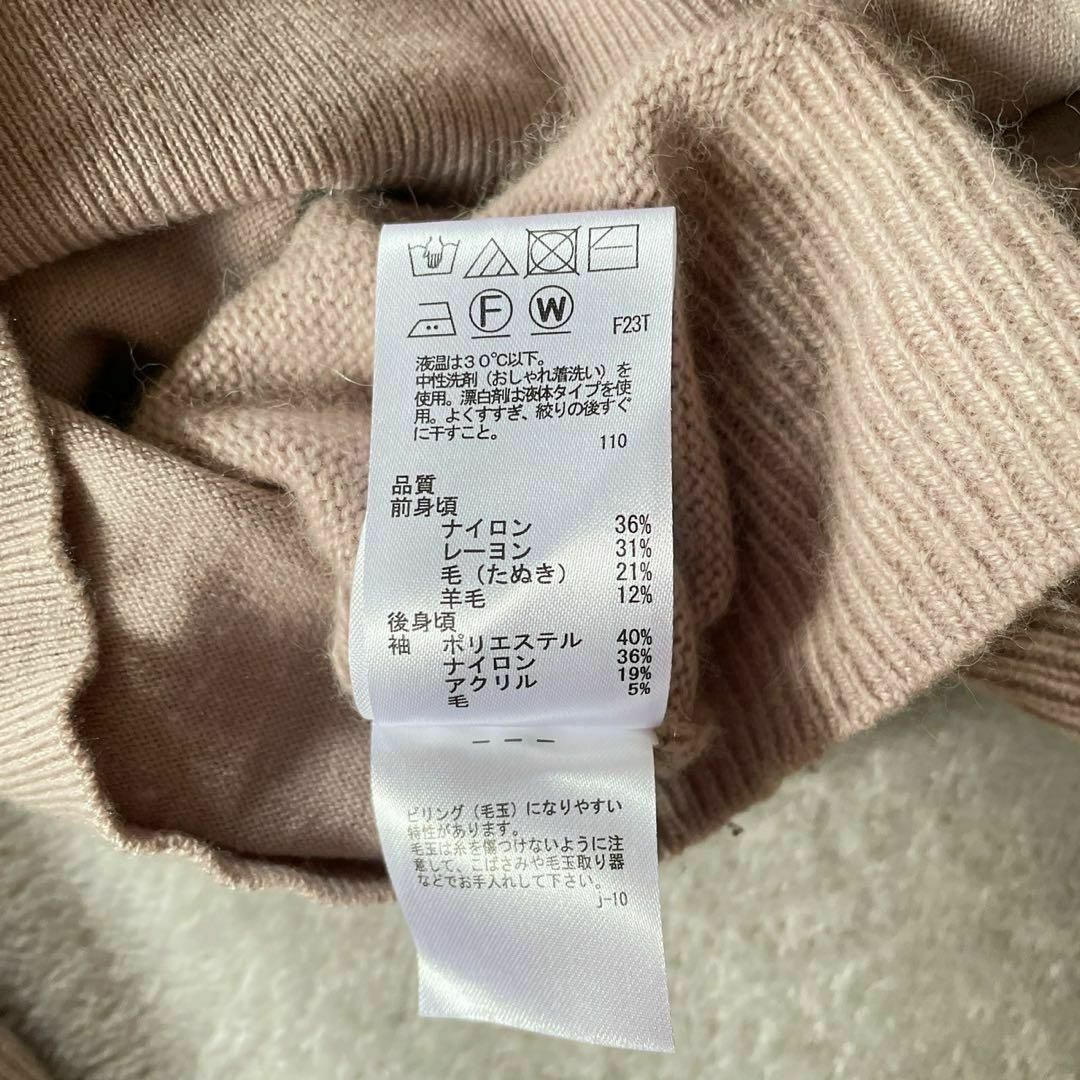 F
W
F23T
液温は30℃以下。
中性洗剤（おしゃれ着洗い）を
使用。漂白剤は液体タイプを使
用。よくすすぎ、絞りの後すぐ
に干すこと。
110
品質
前身頃
ナイロン 36%
レーヨン 31%
毛（たぬき） 21%
羊毛 12%
後身頃
袖 ポリエステル 40%
ナイロン 36%
アクリル 19%
毛 5%
ピリング（毛玉）になりやすい
特性があります。
毛玉は糸を傷つけないように注
意して、こばさみや毛玉取り器
などでお手入れして下さい。
j-10